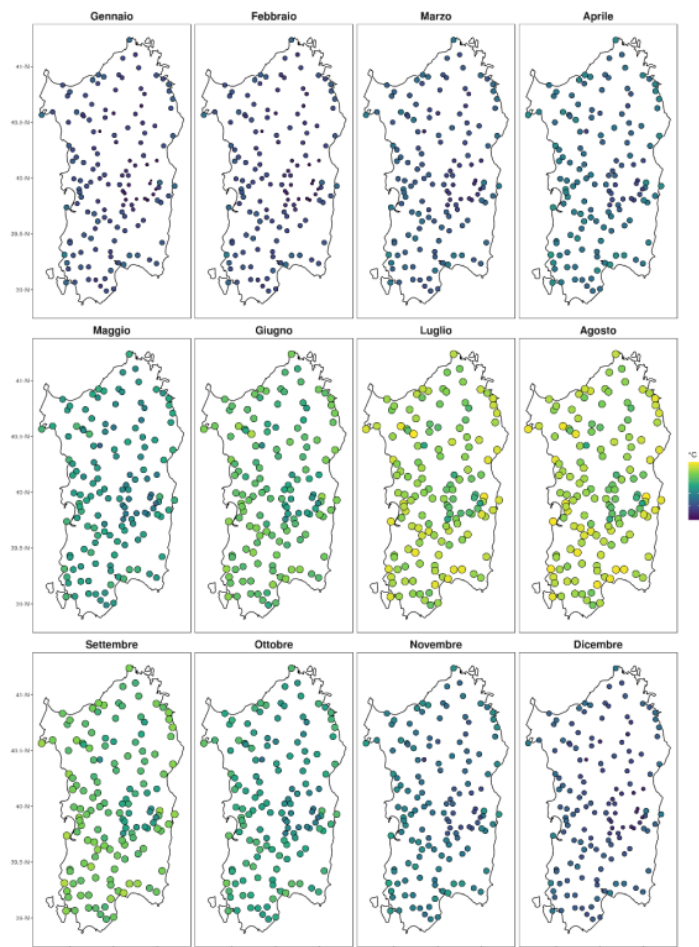 Gennaio Febbraio Marzo Aprile
41°N
40.5°N
40°N
39.5°N
39°N
Maggio Giugno Luglio Agosto
41°N
40.5°N
°C
40°N
39.5°N
39°N
Settembre Ottobre Novembre Dicembre
41°N
40.5°N
40°N
39.5°N
39°N